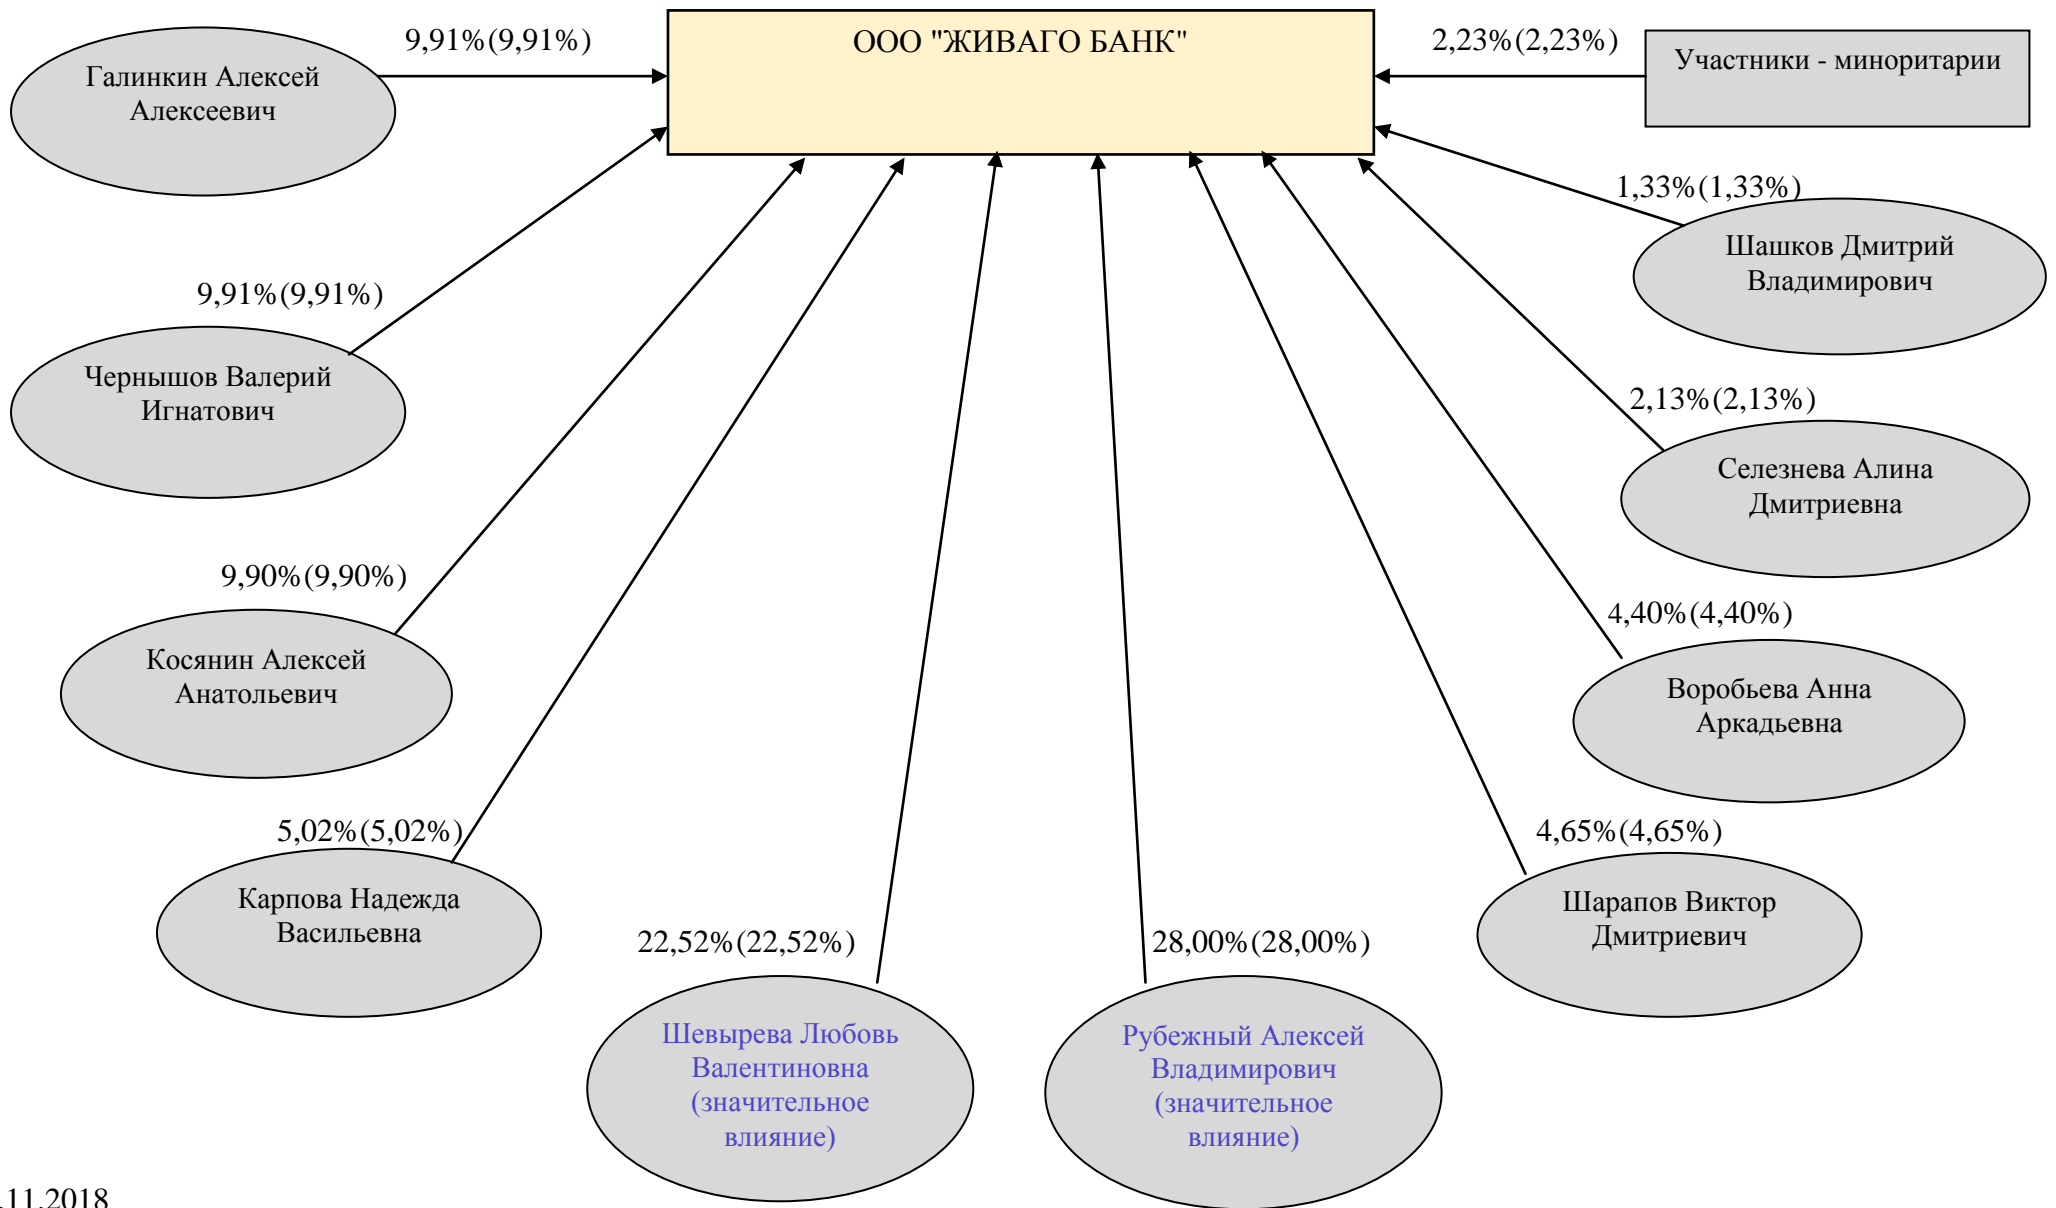 9,91%(9,91%)
ООО "ЖИВАГО БАНК"
2,23%(2,23%)
Участники - миноритарии
Галинкин Алексей
Алексеевич
1,33%(1,33%)
Шашков Дмитрий
Владимирович
9,91%(9,91%)
Чернышов Валерий
Игнатович
2,13%(2,13%)
Селезнева Алина
Дмитриевна
9,90%(9,90%)
Косянин Алексей
Анатольевич
4,40%(4,40%)
Воробьева Анна
Аркадьевна
5,02%(5,02%)
Карпова Надежда
Васильевна
4,65%(4,65%)
Шарапов Виктор
Дмитриевич
22,52%(22,52%)
Шевырева Любовь
Валентиновна
(значительное
влияние)
28,00%(28,00%)
Рубежный Алексей
Владимирович
(значительное
влияние)
.11.2018